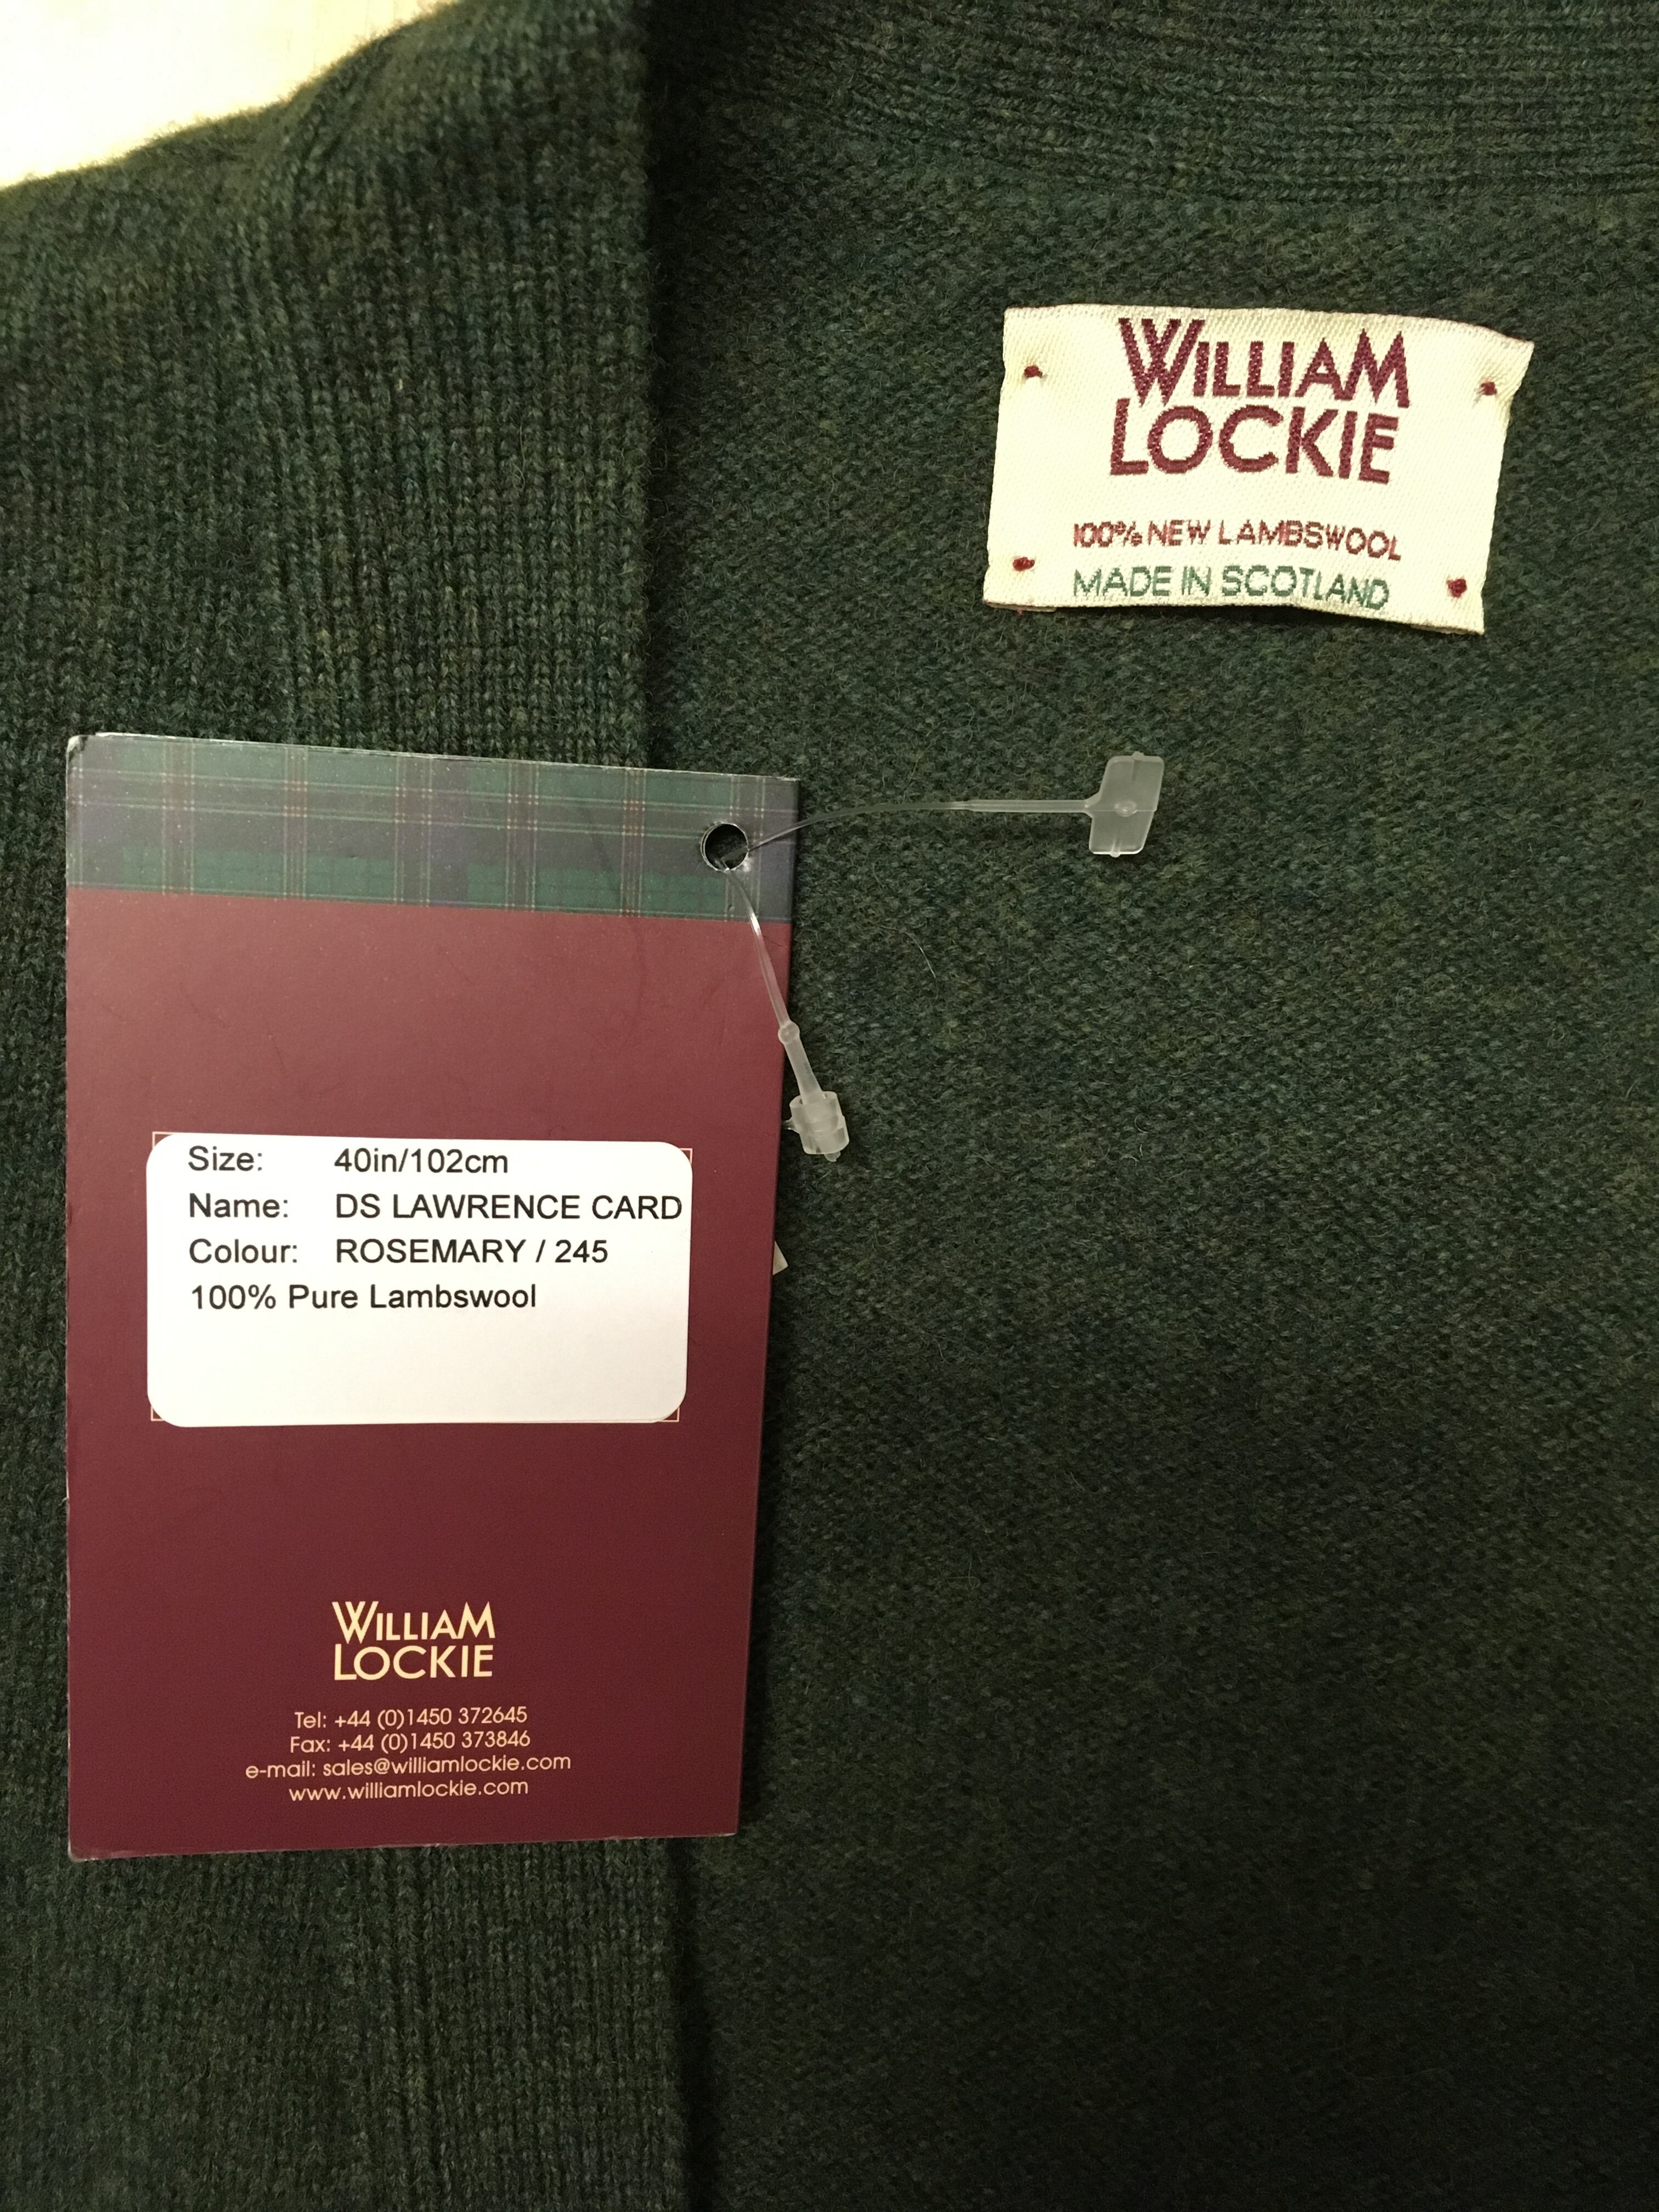 WILLIAM
LOCKIE
100% NEW LAMBSWOOL
MADE IN SCOTLAND
Size: 40in/102cm
Name: DS LAWRENCE CARD
Colour: ROSEMARY / 245
100% Pure Lambswool
WILLIAM
LOCKIE
Tel: +44 (0)1450 372645
Fax: +44 (0)1450 373846
e-mail: sales@williamlockie.com
www.williamlockie.com